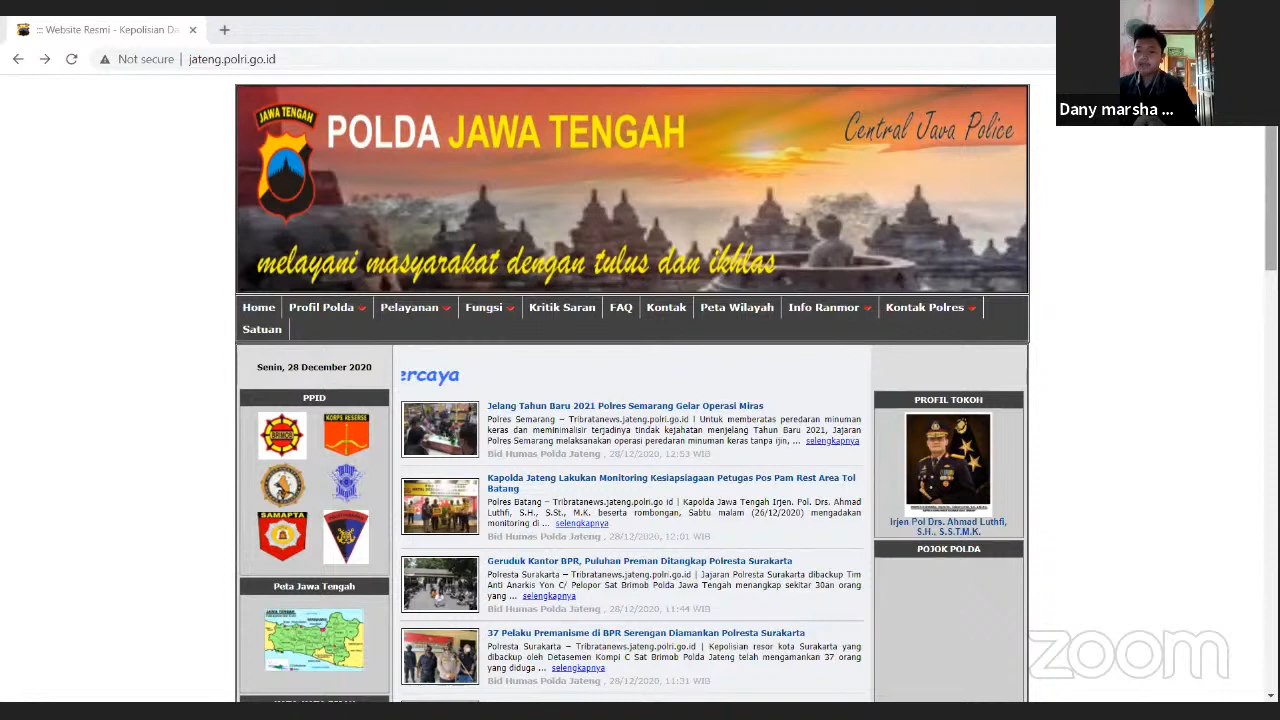 ::: Website Resmi - Kepolisian Da
Not secure | jateng.polri.go.id
Dany marsha ...
JAWA TENGAH
POLDA JAWA TENGAH
Central Java Police
melayani masyarakat dengan tulus dan ikhlas
Home
Profil Polda
Pelayanan
Fungsi
Kritik Saran
FAQ
Kontak
Peta Wilayah
Info Ranmor
Kontak Polres
Satuan
Senin, 28 December 2020
PPID
BRIMOB
KORPS RESERSE
SAMAPTA
Peta Jawa Tengah
ercaya
Jelang Tahun Baru 2021 Polres Semarang Gelar Operasi Miras
Polres Semarang – Tribratanews.jateng.polri.go.id | Untuk memberatas peredaran minuman
keras dan meminimalisir terjadinya tindak kejahatan menjelang Tahun Baru 2021, Jajaran
Polres Semarang melaksanakan operasi peredaran minuman keras tanpa ijin, ... selengkapnya
Bid Humas Polda Jateng , 28/12/2020, 12:53 WIB
Kapolda Jateng Lakukan Monitoring Kesiapsiagaan Petugas Pos Pam Rest Area Tol
Batang
Polres Batang – Tribratanews.jateng.polri.go id | Kapolda Jawa Tengah Irjen. Pol. Drs. Ahmad
Luthfi, S.H., S.St., M.K. beserta rombongan, Sabtu malam (26/12/2020) mengadakan
monitoring di... selengkapnya
Bid Humas Polda Jateng , 28/12/2020, 12:01 WIB
Geruduk Kantor BPR, Puluhan Preman Ditangkap Polresta Surakarta
Polresta Surakarta – Tribratanews.jateng.polri.go.id | Jajaran Polresta Surakarta dibackup Tim
Anti Anarkis Yon C/ Pelopor Sat Brimob Polda Jawa Tengah menangkap sekitar 30an orang
yang ... selengkapnya
Bid Humas Polda Jateng , 28/12/2020, 11:44 WIB
37 Pelaku Premanisme di BPR Serengan Diamankan Polresta Surakarta
Polresta Surakarta – Tribratanews.jateng.polri.go.id | Kepolisian resor kota Surakarta yang
dibackup oleh Detasemen Kompi C Sat Brimob Polda Jateng telah mengamankan 37 orang
yang diduga ... selengkapnya
Bid Humas Polda Jateng , 28/12/2020, 11:31 WIB
PROFIL TOKOH
Irjen Pol Drs. Ahmad Luthfi,
S.H., S.S.T.M.K.
POJOK POLDA
zoom